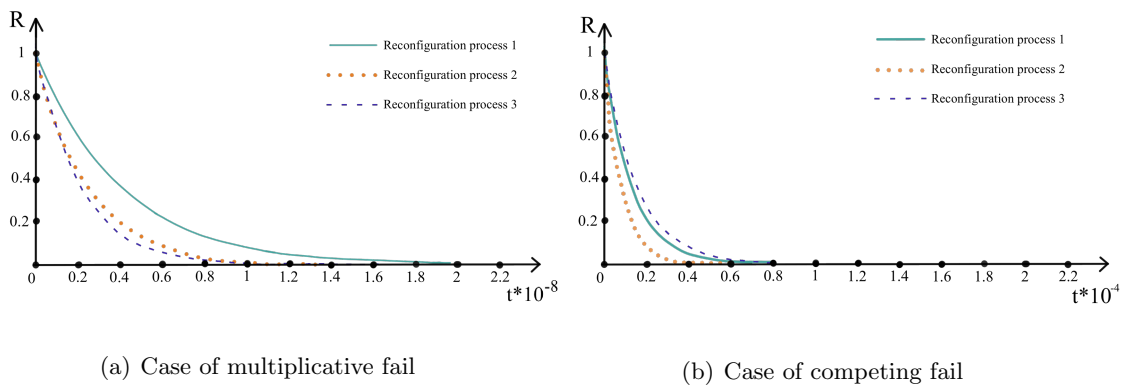 R
Reconfiguration process 1
Reconfiguration process 2
Reconfiguration process 3
1
0.8
0.6
0.4
0.2
0 0.2 0.4 0.6 0.8 1.0 1.2 1.4 1.6 1.8 2 2.2
t*10-8
(a) Case of multiplicative fail
R
Reconfiguration process 1
Reconfiguration process 2
Reconfiguration process 3
1
0.8
0.6
0.4
0.2
0 0.2 0.4 0.6 0.8 1 1.2 1.4 1.6 1.8 2 2.2
t*10-4
(b) Case of competing fail